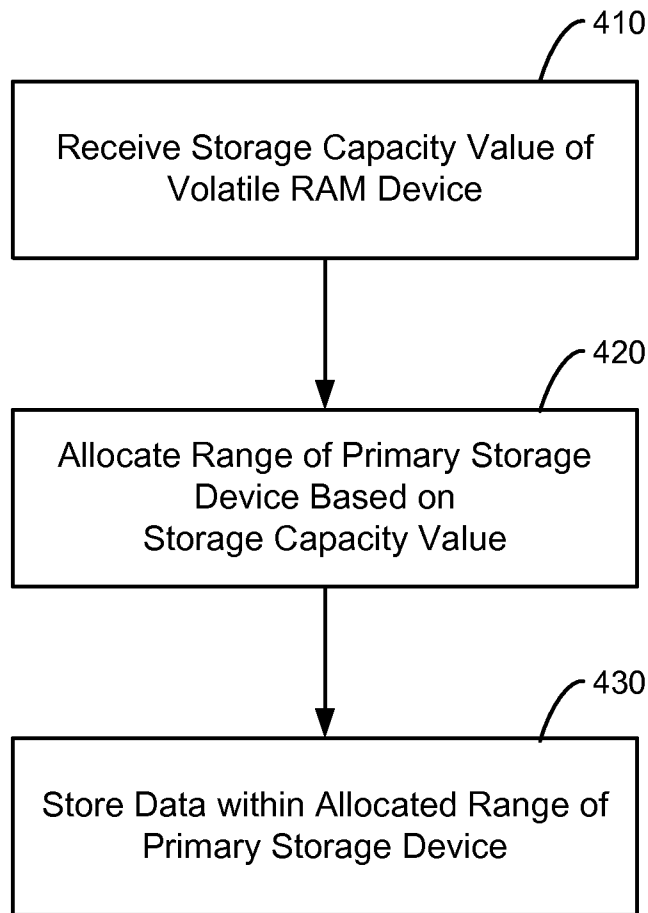 410
Receive Storage Capacity Value of
Volatile RAM Device
420
Allocate Range of Primary Storage
Device Based on
Storage Capacity Value
430
Store Data within Allocated Range of
Primary Storage Device